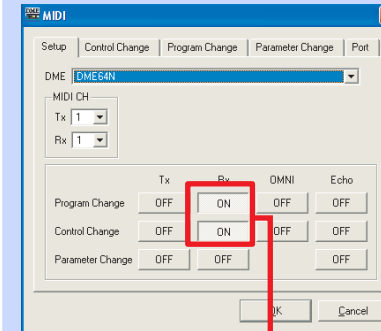 DME MIDI
Setup Control Change Program Change Parameter Change Port
DME DME64N
MIDI CH
Tx 1
Rx 1
Tx Rx OMNI Echo
Program Change OFF ON OFF OFF
Control Change OFF ON OFF OFF
Parameter Change OFF OFF OFF
OK Cancel